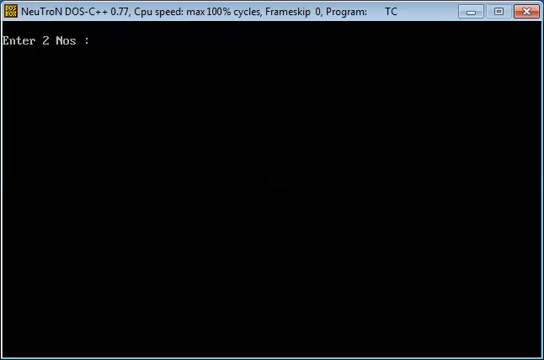 NeuTroN DOS-C++ 0.77, Cpu speed: max 100% cycles, Frameskip 0, Program: TC
Enter 2 Nos :